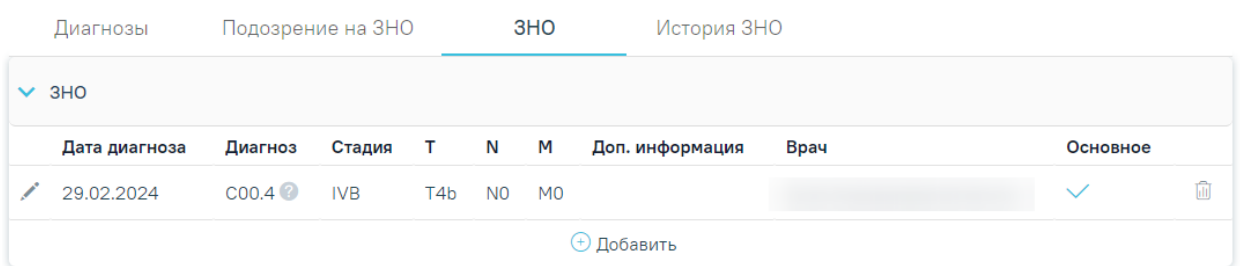 Диагнозы Подозрение на ЗНО ЗНО История ЗНО
ЗНО
Дата диагноза Диагноз Стадия T N M Доп. информация Врач Основное
29.02.2024 C00.4 ? IVB T4b N0 M0
Добавить